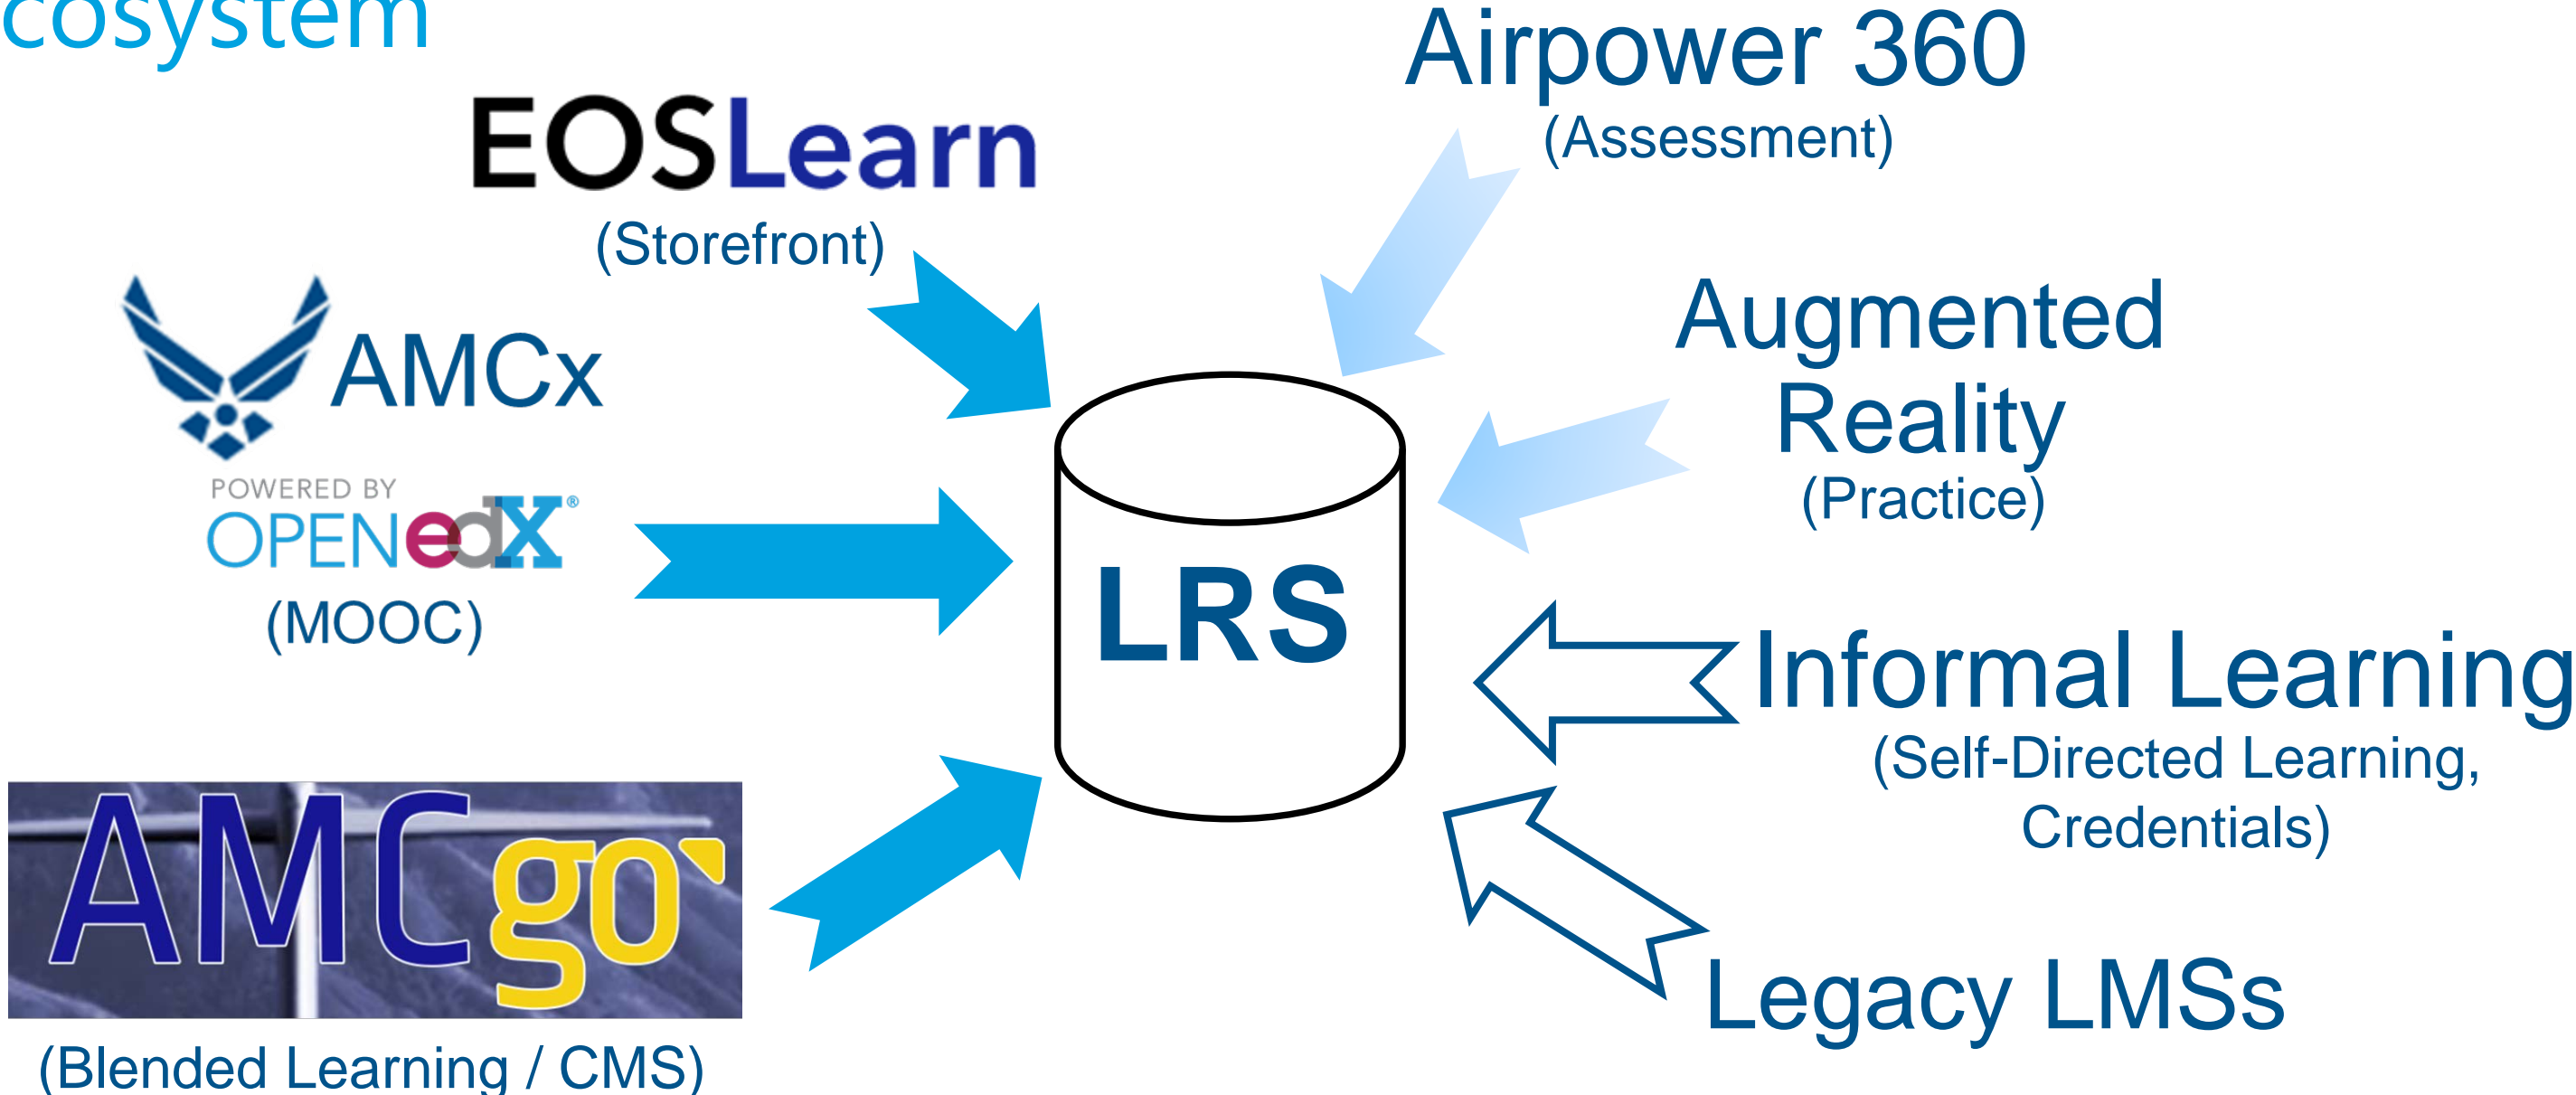 cosystem
EOSLearn
(Storefront)
AMCx
POWERED BY
OPENedX®
(MOOC)
AMCgo
(Blended Learning / CMS)
LRS
Airpower 360
(Assessment)
Augmented
Reality
(Practice)
Informal Learning
(Self-Directed Learning,
Credentials)
Legacy LMSs